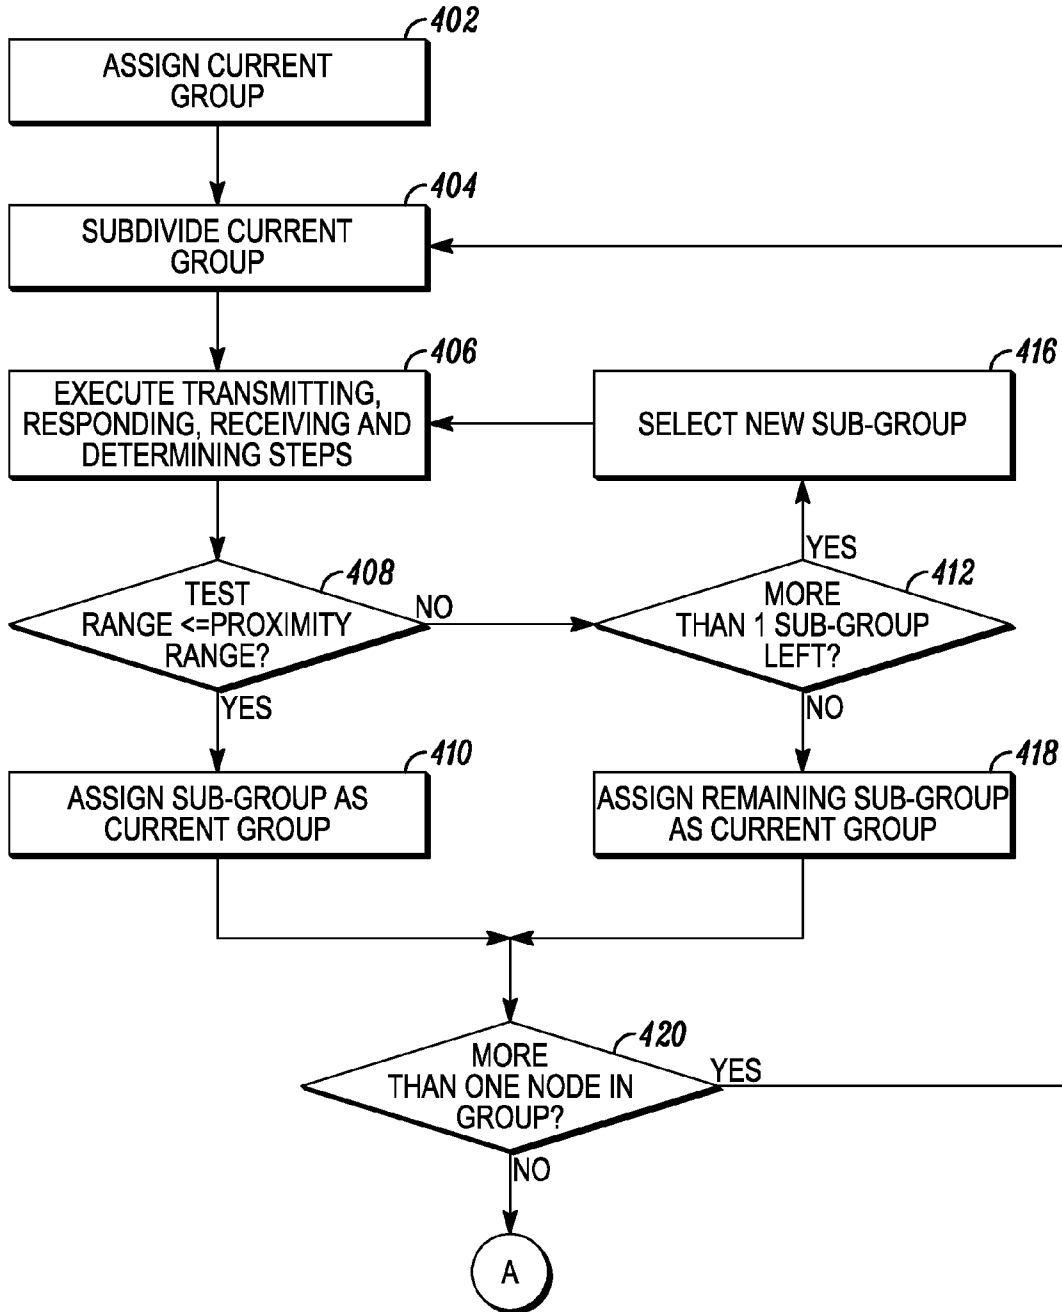 402
ASSIGN CURRENT
GROUP
404
SUBDIVIDE CURRENT
GROUP
406
EXECUTE TRANSMITTING,
RESPONDING, RECEIVING AND
DETERMINING STEPS
416
SELECT NEW SUB-GROUP
408
TEST
RANGE <=PROXIMITY
RANGE?
NO
YES
YES
412
MORE
THAN 1 SUB-GROUP
LEFT?
NO
410
ASSIGN SUB-GROUP AS
CURRENT GROUP
418
ASSIGN REMAINING SUB-GROUP
AS CURRENT GROUP
420
MORE
THAN ONE NODE IN
GROUP?
YES
NO
A